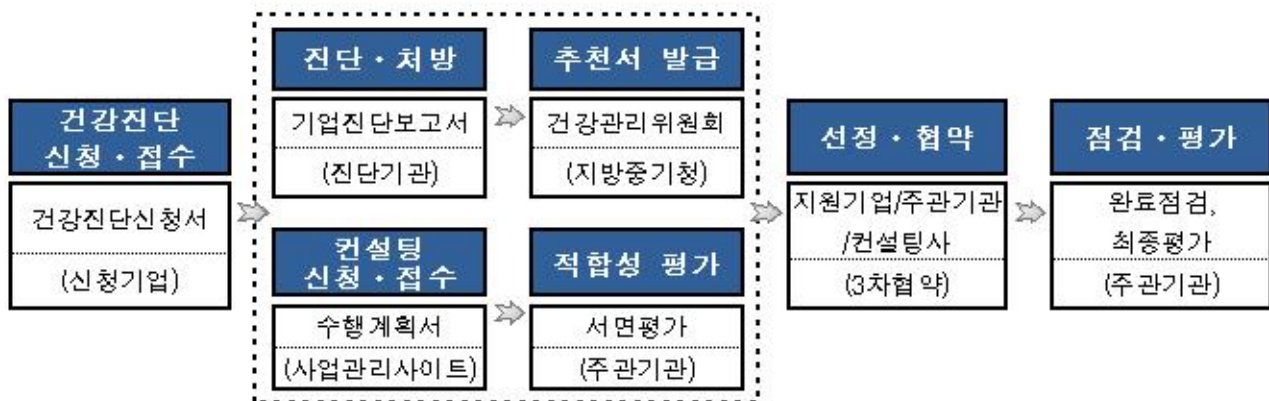 건강진단
신청・접수
건강진단신청서
(신청기업)
진단・처방
기업진단보고서
(진단기관)
추천서 발급
건강관리위원회
(지방중기청)
컨설팅
신청・접수
수행계획서
(사업관리사이트)
적합성 평가
서면평가
(주관기관)
선정・협약
지원기업/주관기관
/컨설팅사
(3차협약)
점검・평가
완료점검,
최종평가
(주관기관)